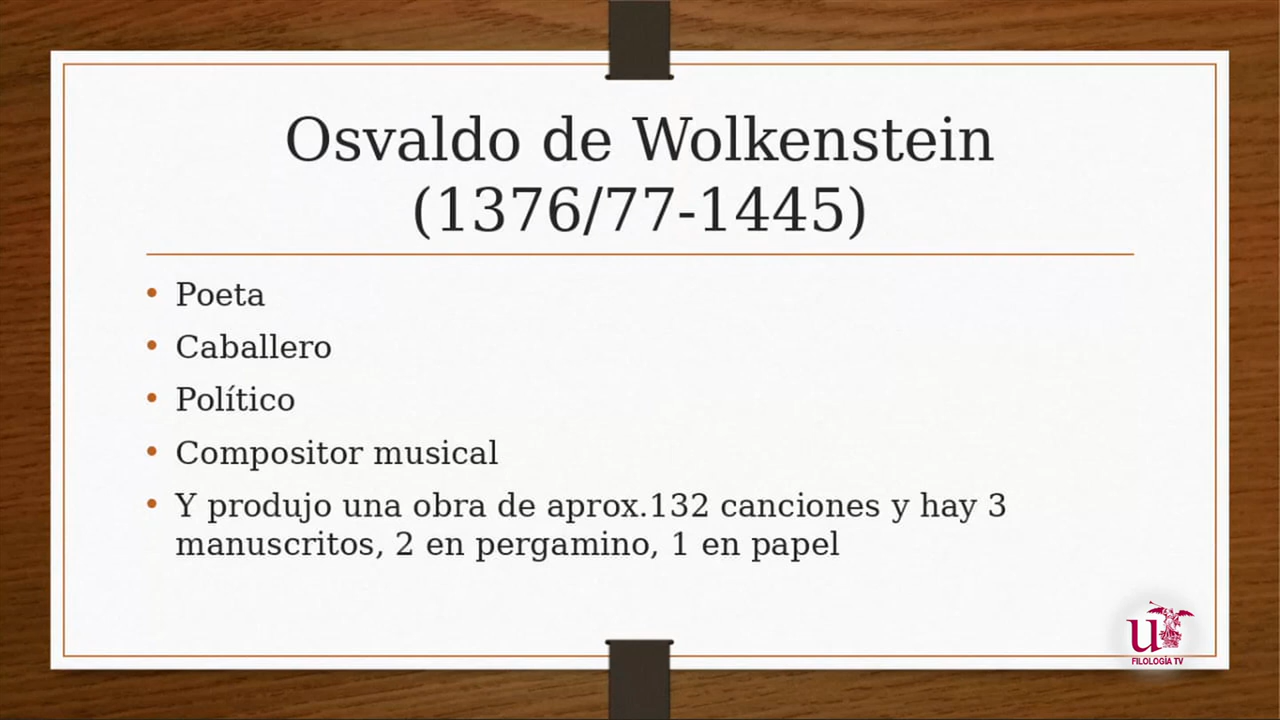 Osvaldo de Wolkenstein
(1376/77-1445)
• Poeta
• Caballero
• Político
• Compositor musical
• Y produjo una obra de aprox.132 canciones y hay 3
manuscritos, 2 en pergamino, 1 en papel
u
FILOLOGÍA TV